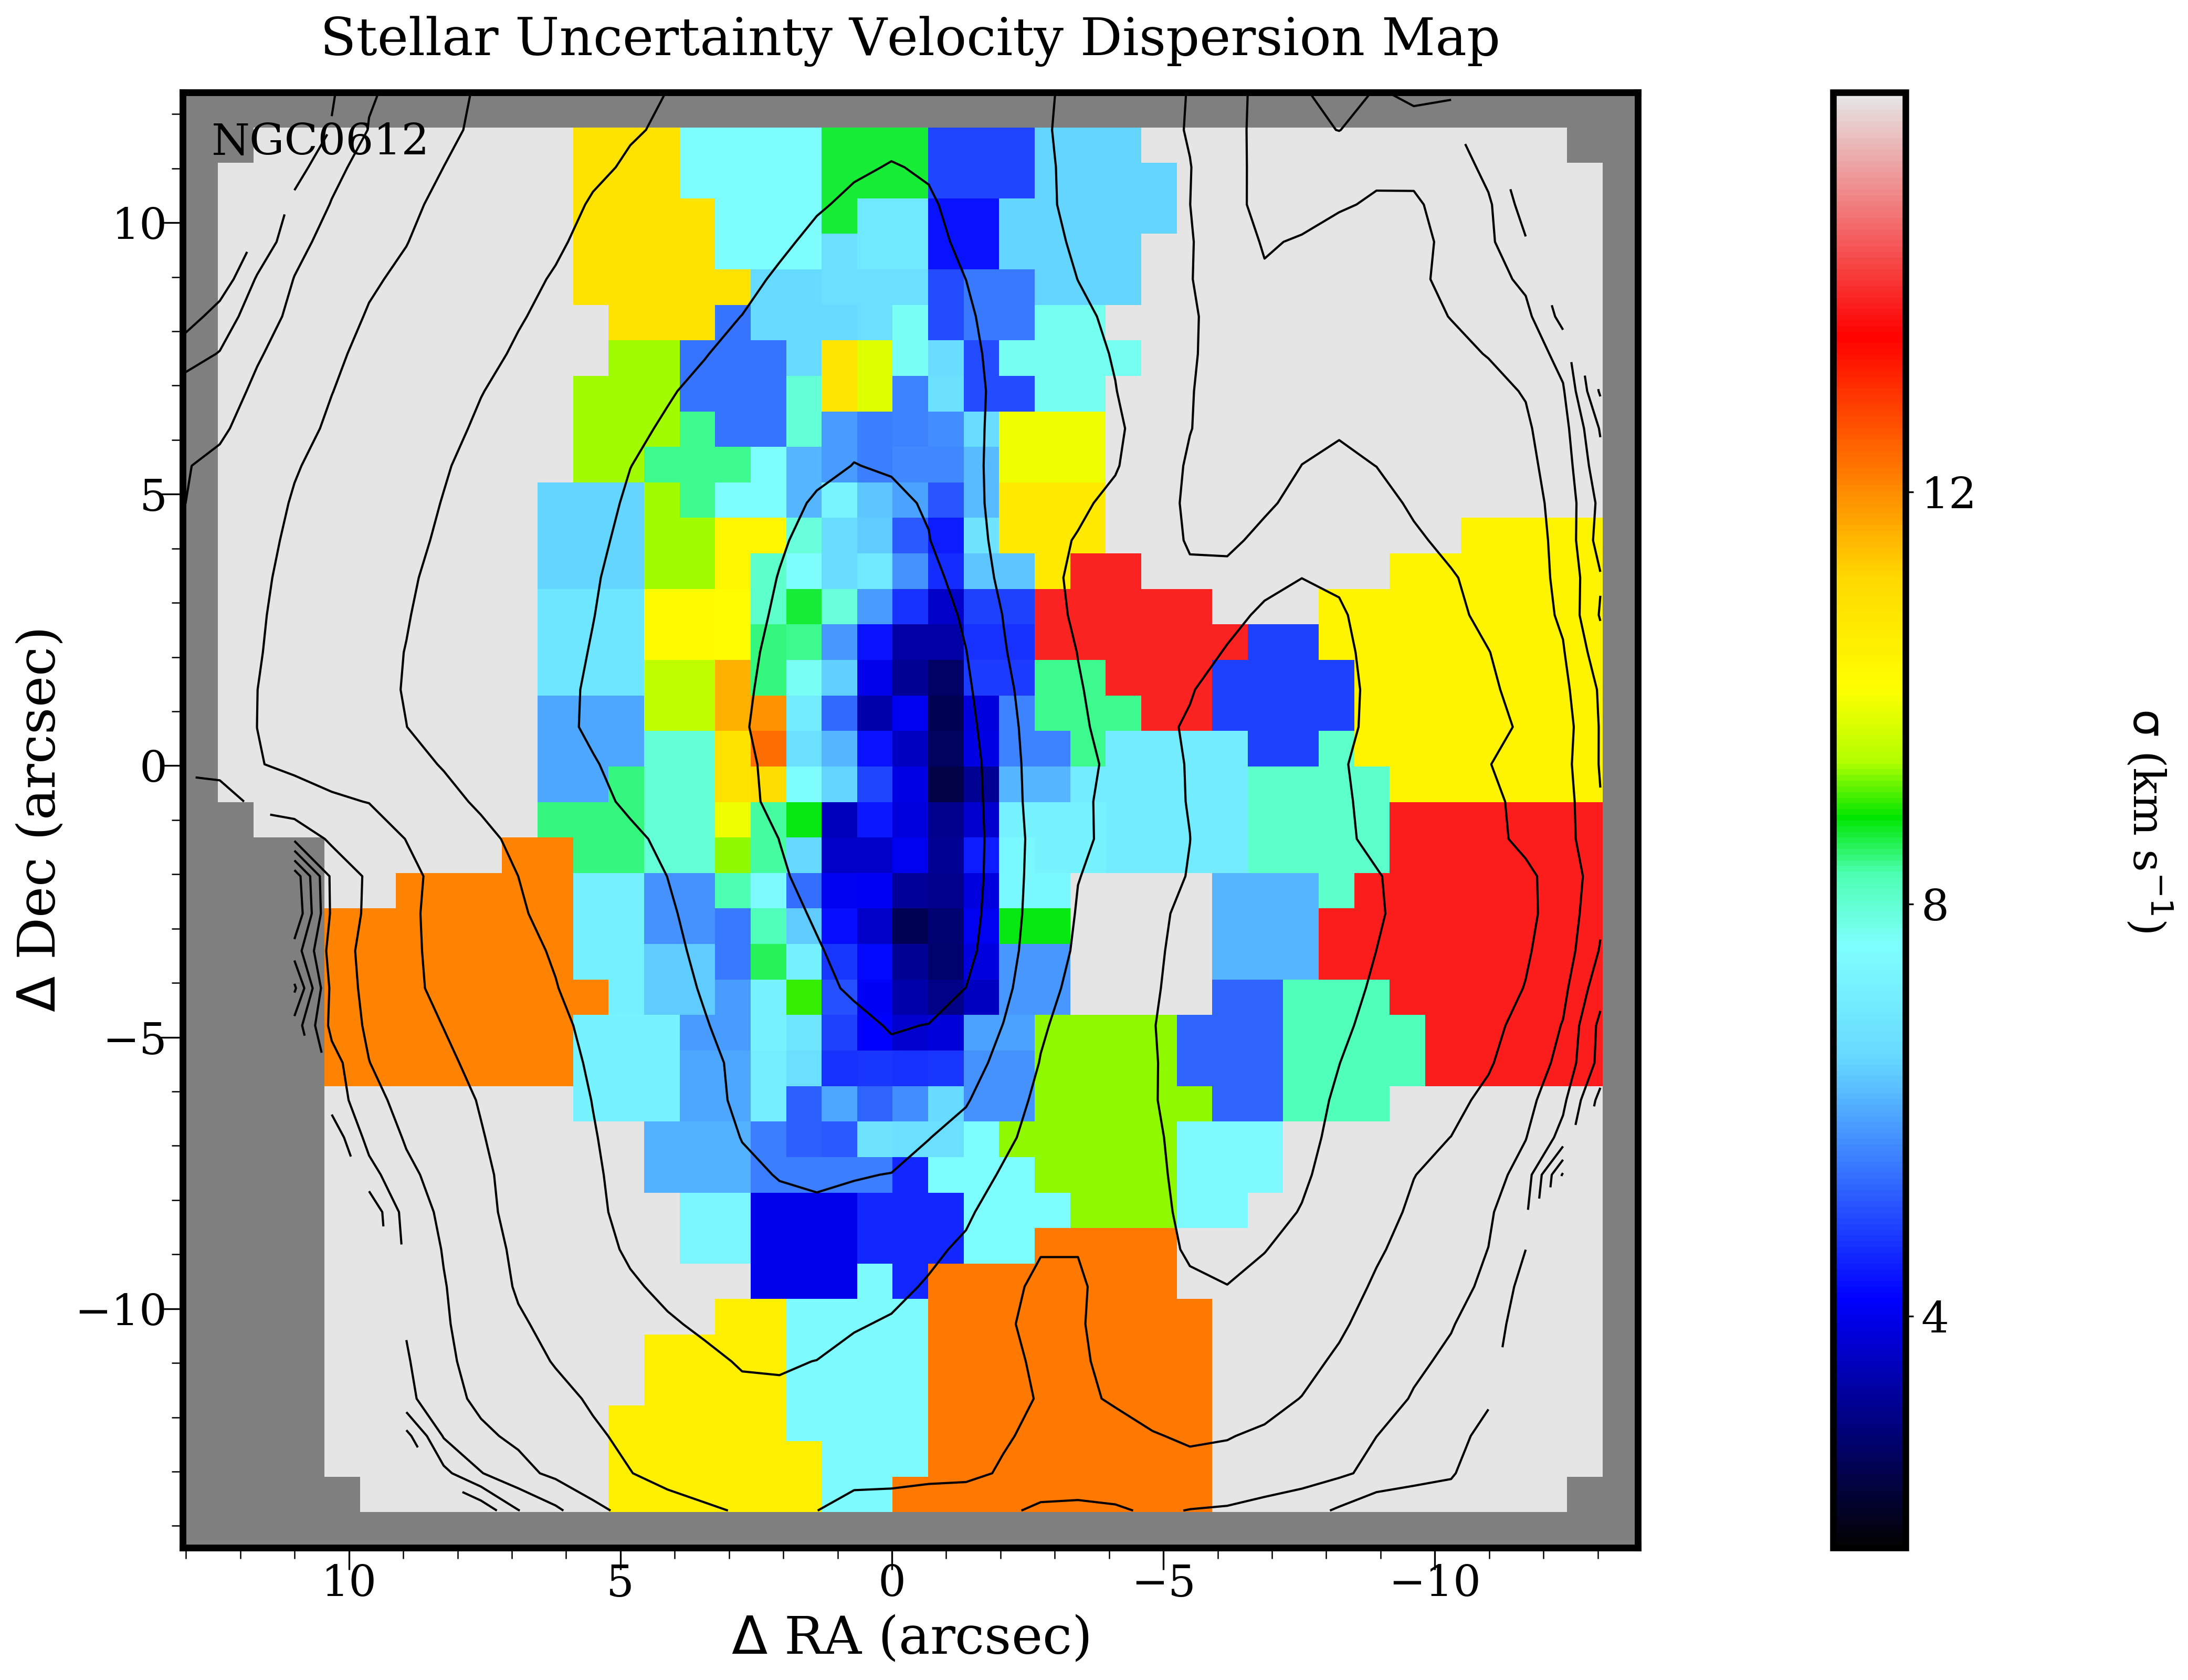 Stellar Uncertainty Velocity Dispersion Map
NGC0612
10
5
0
−5
−10
Δ Dec (arcsec)
10 5 0 −5 −10
Δ RA (arcsec)
12
8
4
σ (km s⁻¹)